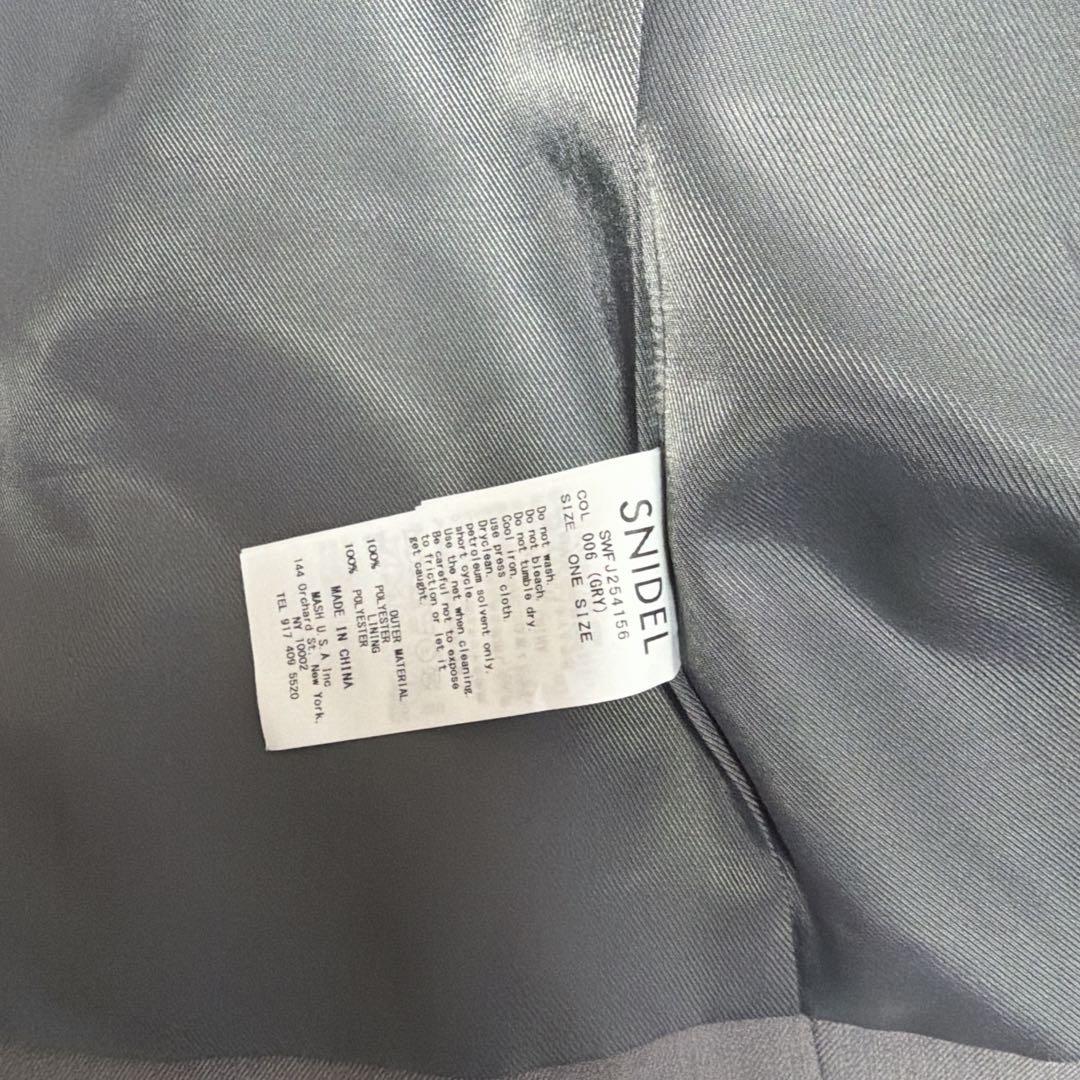 SNIDEL
SWFJ254156
COL 006 (GRY)
SIZE ONE SIZE
Do not wash.
Do not bleach.
Do not tumble dry.
Cool iron.
use press cloth.
Dryclean.
petroleum solvent only.
short cycle.
Use the net when cleaning.
Be careful not to expose
to friction or let it
get caught.
OUTER MATERIAL
100% POLYESTER
LINING
100% POLYESTER
MADE IN CHINA
MASH U.S.A Inc
144 Orchard St. New York,
NY 10002
TEL 917 409 5520